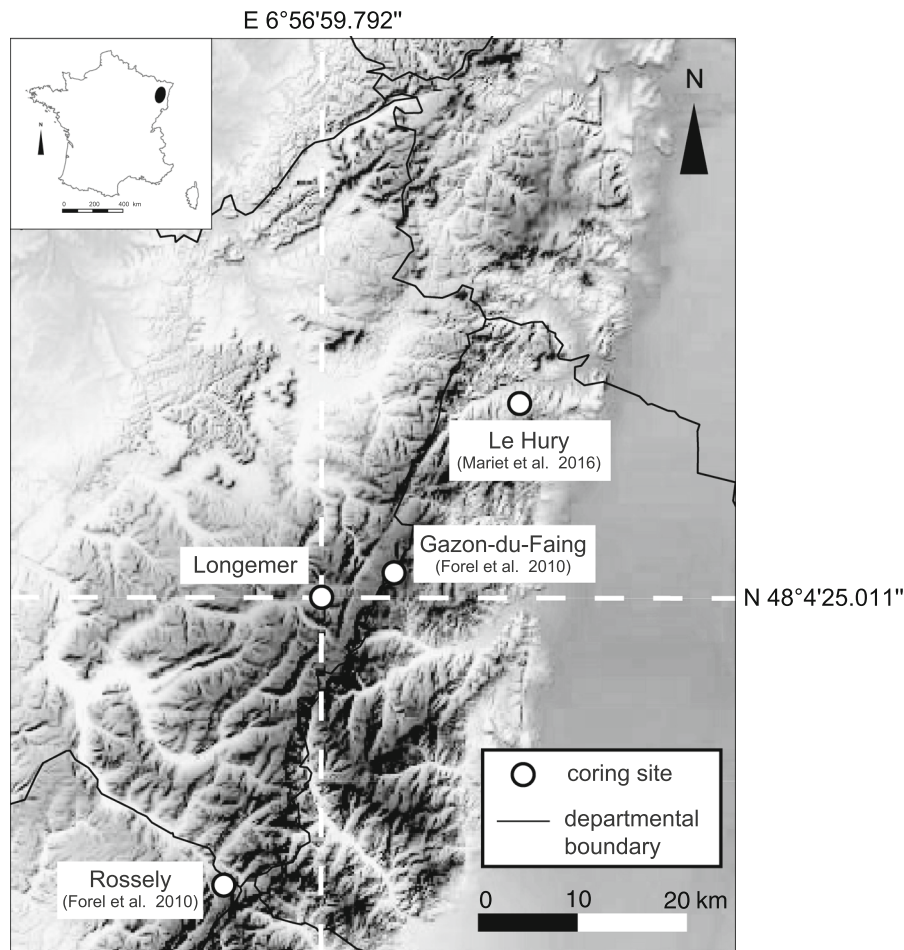 E 6°56'59.792"
N
0 200 400 km
N
Le Hury
(Mariet et al. 2016)
Longemer
Gazon-du-Faing
(Forel et al. 2010)
N 48°4'25.011"
coring site
departmental
boundary
Rossely
(Forel et al. 2010)
0 10 20 km